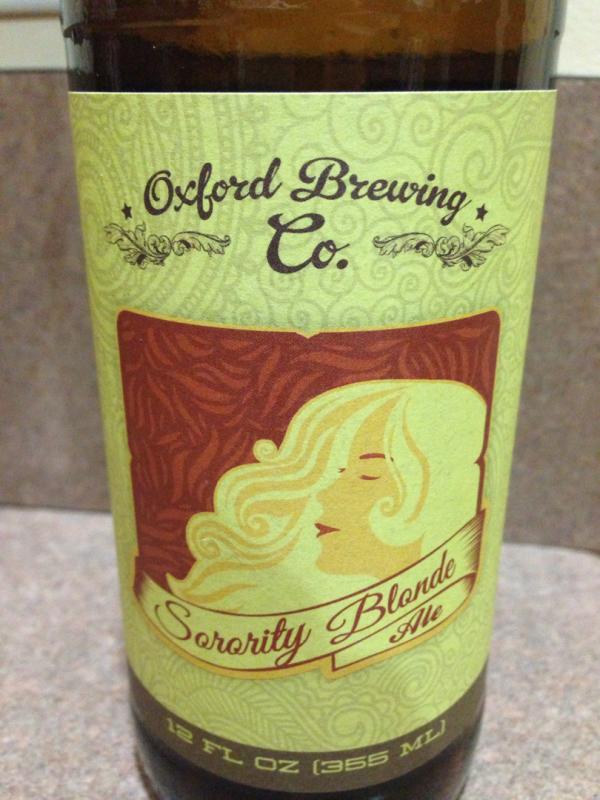 Oxford Brewing
Co.
Sorority Blonde
Ale
12 FL OZ (355 ML)